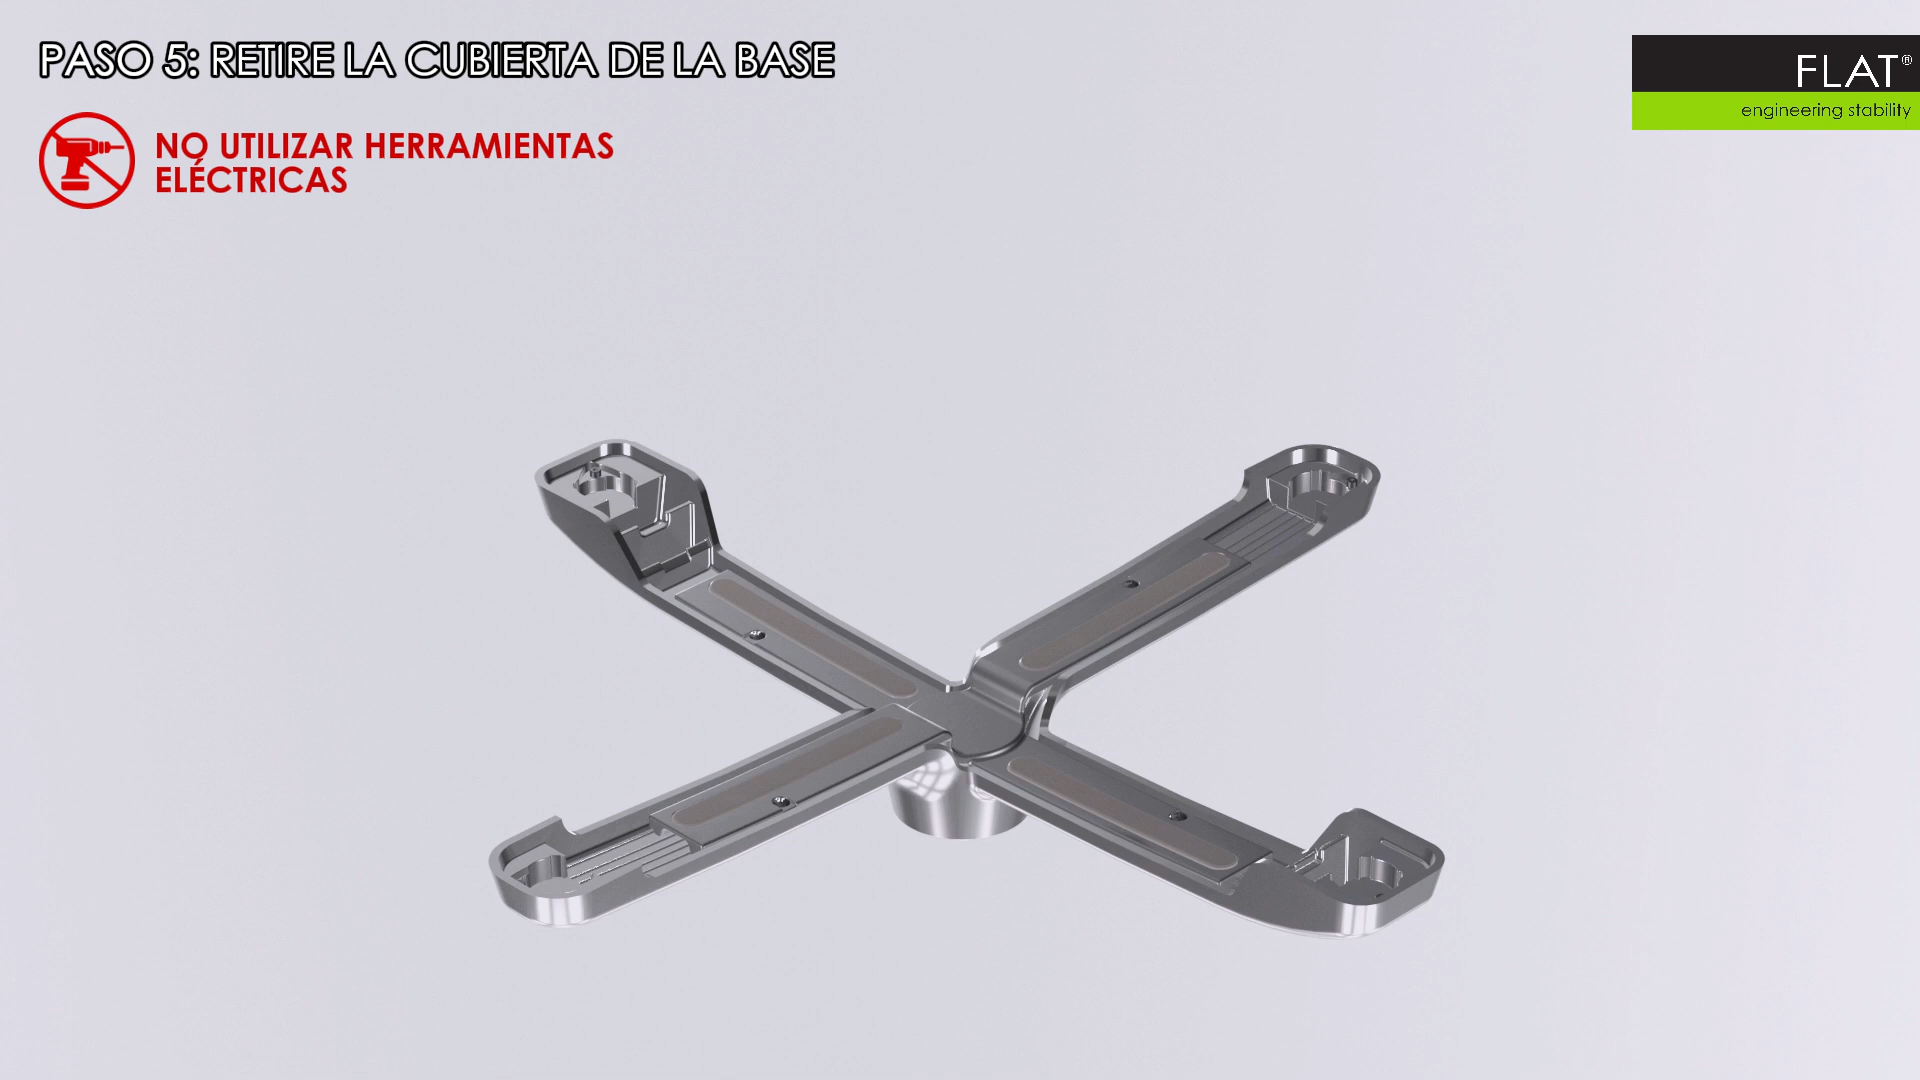 PASO 5: RETIRE LA CUBIERTA DE LA BASE
NO UTILIZAR HERRAMIENTAS
ELÉCTRICAS
FLAT®
engineering stability